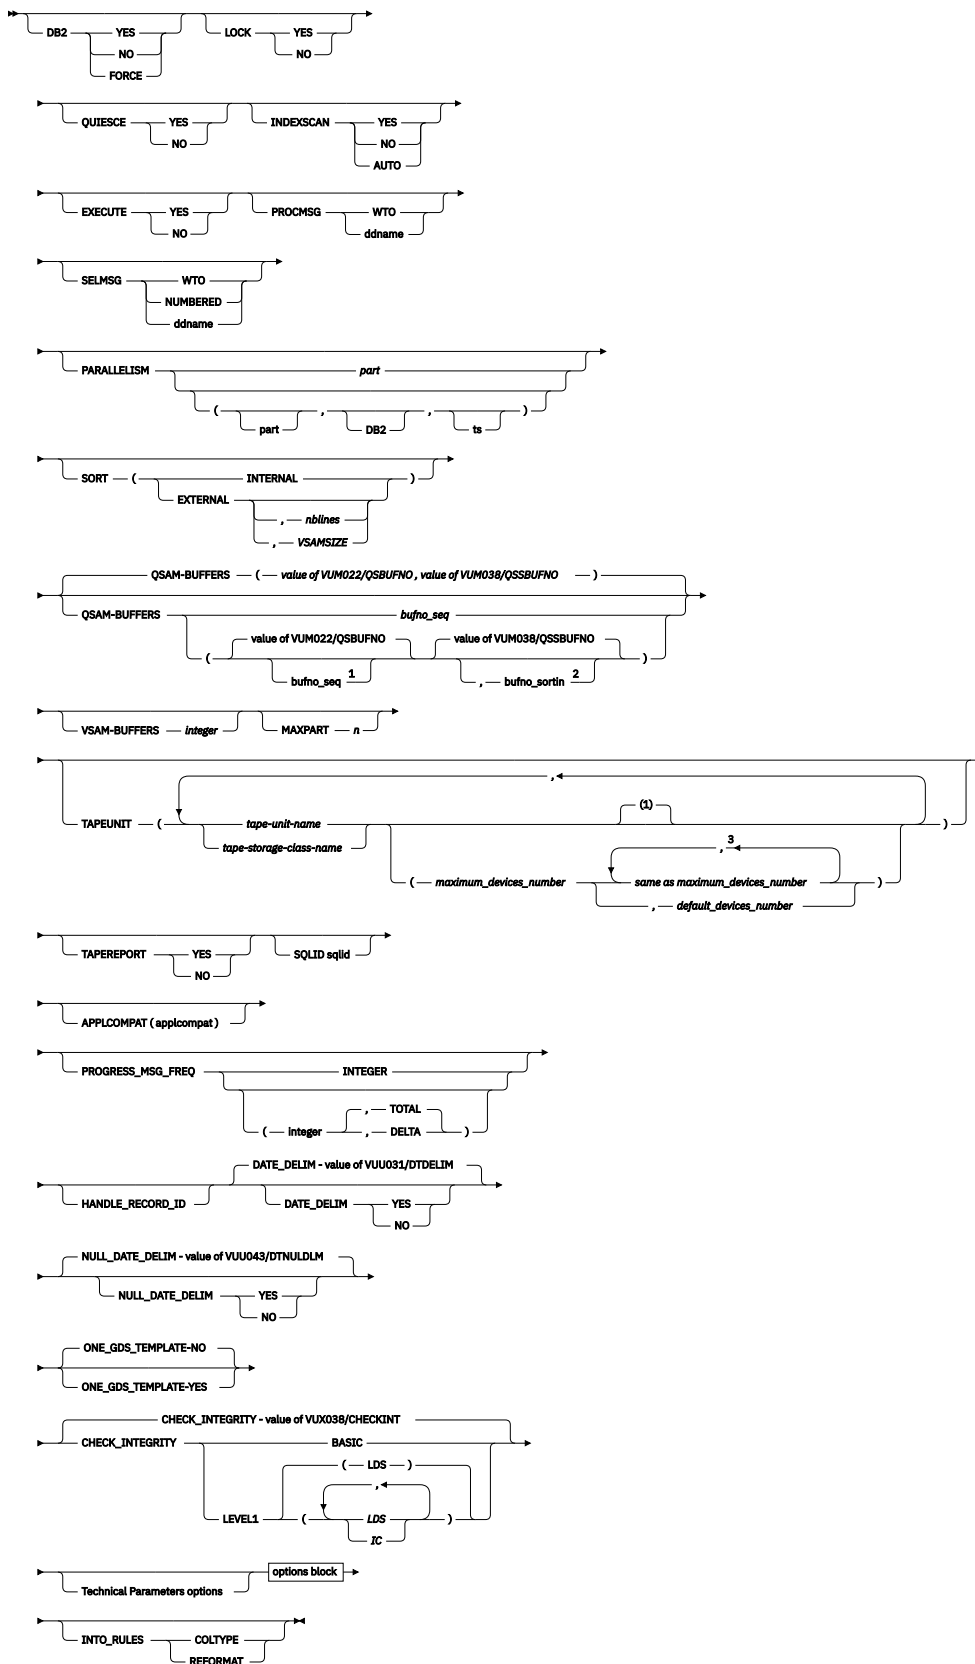 DB2 YES LOCK YES
NO NO
FORCE
QUIESCE YES INDEXSCAN YES
NO NO
AUTO
EXECUTE YES PROCMSG WTO
NO ddname
SELMSG WTO
NUMBERED
ddname
PARALLELISM part
( , , )
part DB2 ts
SORT ( INTERNAL )
EXTERNAL
, nblines
, VSAMSIZE
QSAM-BUFFERS ( value of VUM022/QSBUFNO , value of VUM038/QSSBUFNO )
QSAM-BUFFERS bufno_seq
value of VUM022/QSBUFNO value of VUM038/QSSBUFNO
( )
bufno_seq 1 , bufno_sortin 2
VSAM-BUFFERS integer MAXPART n
,
(1)
TAPEUNIT ( tape-unit-name )
tape-storage-class-name
, 3
( maximum_devices_number same as maximum_devices_number )
, default_devices_number
TAPEREPORT YES SQLID sqlid
NO
APPLCOMPAT ( applcompat )
PROGRESS_MSG_FREQ INTEGER
, TOTAL
( integer , DELTA )
DATE_DELIM - value of VUU031/DTDELIM
HANDLE_RECORD_ID DATE_DELIM YES
NO
NULL_DATE_DELIM - value of VUU043/DTNULDLM
NULL_DATE_DELIM YES
NO
ONE_GDS_TEMPLATE-NO
ONE_GDS_TEMPLATE-YES
CHECK_INTEGRITY - value of VUX038/CHECKINT
CHECK_INTEGRITY BASIC
( LDS )
,
LEVEL1 ( LDS )
IC
options block
Technical Parameters options
INTO_RULES COLTYPE
REFORMAT